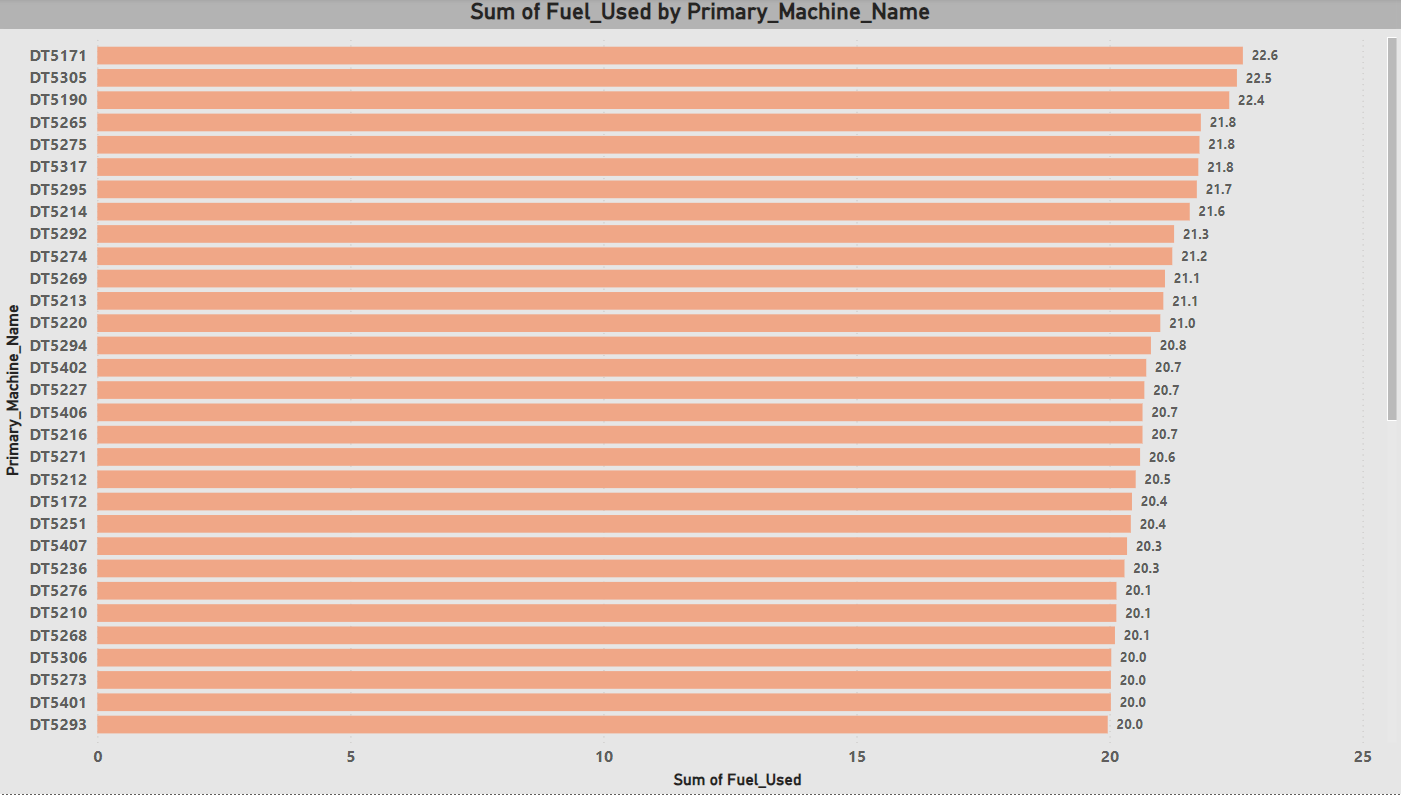 Sum of Fuel_Used by Primary_Machine_Name
Primary_Machine_Name
DT5171 22.6
DT5305 22.5
DT5190 22.4
DT5265 21.8
DT5275 21.8
DT5317 21.8
DT5295 21.7
DT5214 21.6
DT5292 21.3
DT5274 21.2
DT5269 21.1
DT5213 21.1
DT5220 21.0
DT5294 20.8
DT5402 20.7
DT5227 20.7
DT5406 20.7
DT5216 20.7
DT5271 20.6
DT5212 20.5
DT5172 20.4
DT5251 20.4
DT5407 20.3
DT5236 20.3
DT5276 20.1
DT5210 20.1
DT5268 20.1
DT5306 20.0
DT5273 20.0
DT5401 20.0
DT5293 20.0
0 5 10 15 20 25
Sum of Fuel_Used